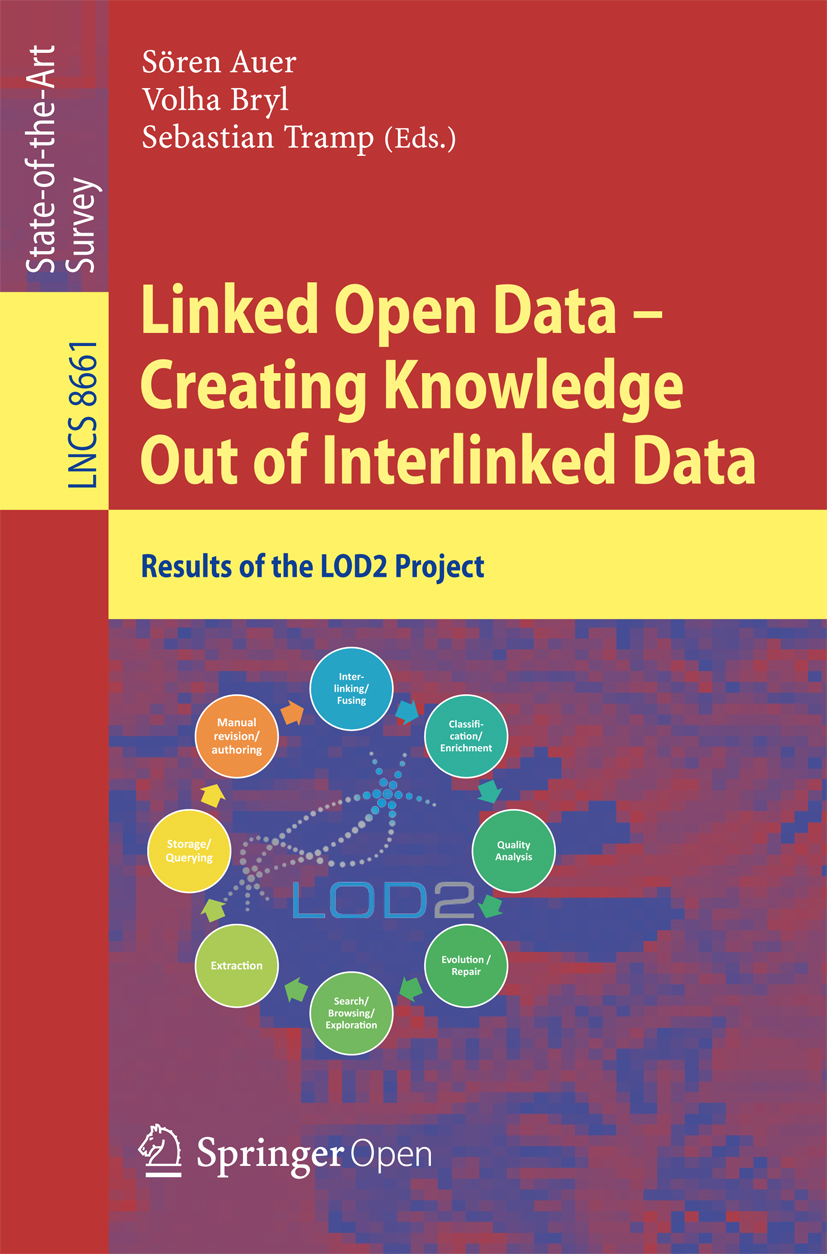 State-of-the-Art
Survey
LNCS 8661
Sören Auer
Volha Bryl
Sebastian Tramp (Eds.)
Linked Open Data –
Creating Knowledge
Out of Interlinked Data
Results of the LOD2 Project
Inter-
linking/
Fusing
Classifi-
cation/
Enrichment
Quality
Analysis
Evolution /
Repair
Search/
Browsing/
Exploration
Extraction
Storage/
Querying
Manual
revision/
authoring
LOD2
Springer Open